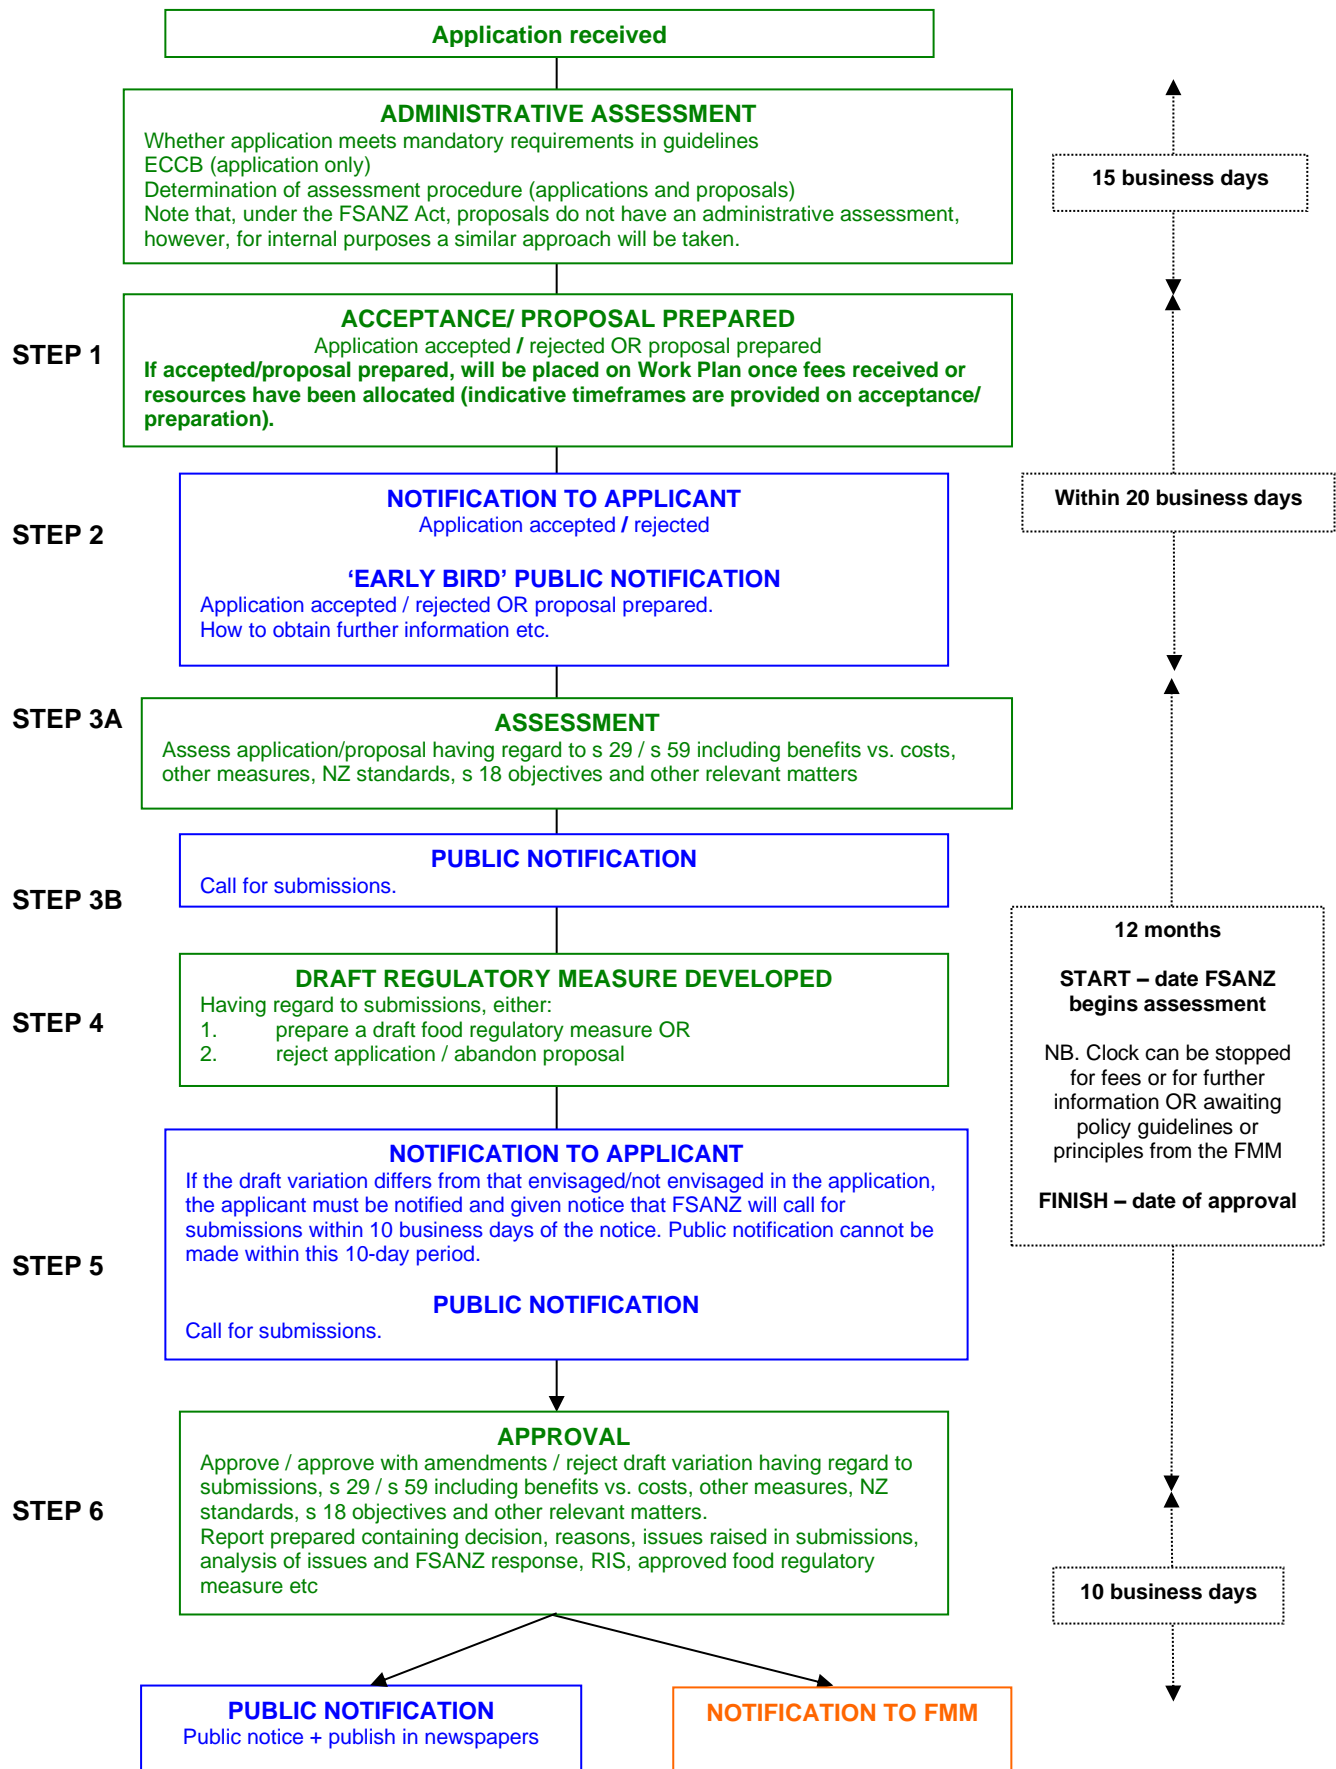 Application received
ADMINISTRATIVE ASSESSMENT
Whether application meets mandatory requirements in guidelines
ECCB (application only)
Determination of assessment procedure (applications and proposals)
Note that, under the FSANZ Act, proposals do not have an administrative assessment,
however, for internal purposes a similar approach will be taken.
15 business days
STEP 1
ACCEPTANCE/ PROPOSAL PREPARED
Application accepted / rejected OR proposal prepared
If accepted/proposal prepared, will be placed on Work Plan once fees received or
resources have been allocated (indicative timeframes are provided on acceptance/
preparation).
Within 20 business days
STEP 2
NOTIFICATION TO APPLICANT
Application accepted / rejected
‘EARLY BIRD’ PUBLIC NOTIFICATION
Application accepted / rejected OR proposal prepared.
How to obtain further information etc.
STEP 3A
ASSESSMENT
Assess application/proposal having regard to s 29 / s 59 including benefits vs. costs,
other measures, NZ standards, s 18 objectives and other relevant matters
STEP 3B
PUBLIC NOTIFICATION
Call for submissions.
STEP 4
DRAFT REGULATORY MEASURE DEVELOPED
Having regard to submissions, either:
1. prepare a draft food regulatory measure OR
2. reject application / abandon proposal
12 months
START – date FSANZ
begins assessment
NB. Clock can be stopped
for fees or for further
information OR awaiting
policy guidelines or
principles from the FMM
FINISH – date of approval
STEP 5
NOTIFICATION TO APPLICANT
If the draft variation differs from that envisaged/not envisaged in the application,
the applicant must be notified and given notice that FSANZ will call for
submissions within 10 business days of the notice. Public notification cannot be
made within this 10-day period.
PUBLIC NOTIFICATION
Call for submissions.
STEP 6
APPROVAL
Approve / approve with amendments / reject draft variation having regard to
submissions, s 29 / s 59 including benefits vs. costs, other measures, NZ
standards, s 18 objectives and other relevant matters.
Report prepared containing decision, reasons, issues raised in submissions,
analysis of issues and FSANZ response, RIS, approved food regulatory
measure etc
10 business days
PUBLIC NOTIFICATION
Public notice + publish in newspapers
NOTIFICATION TO FMM